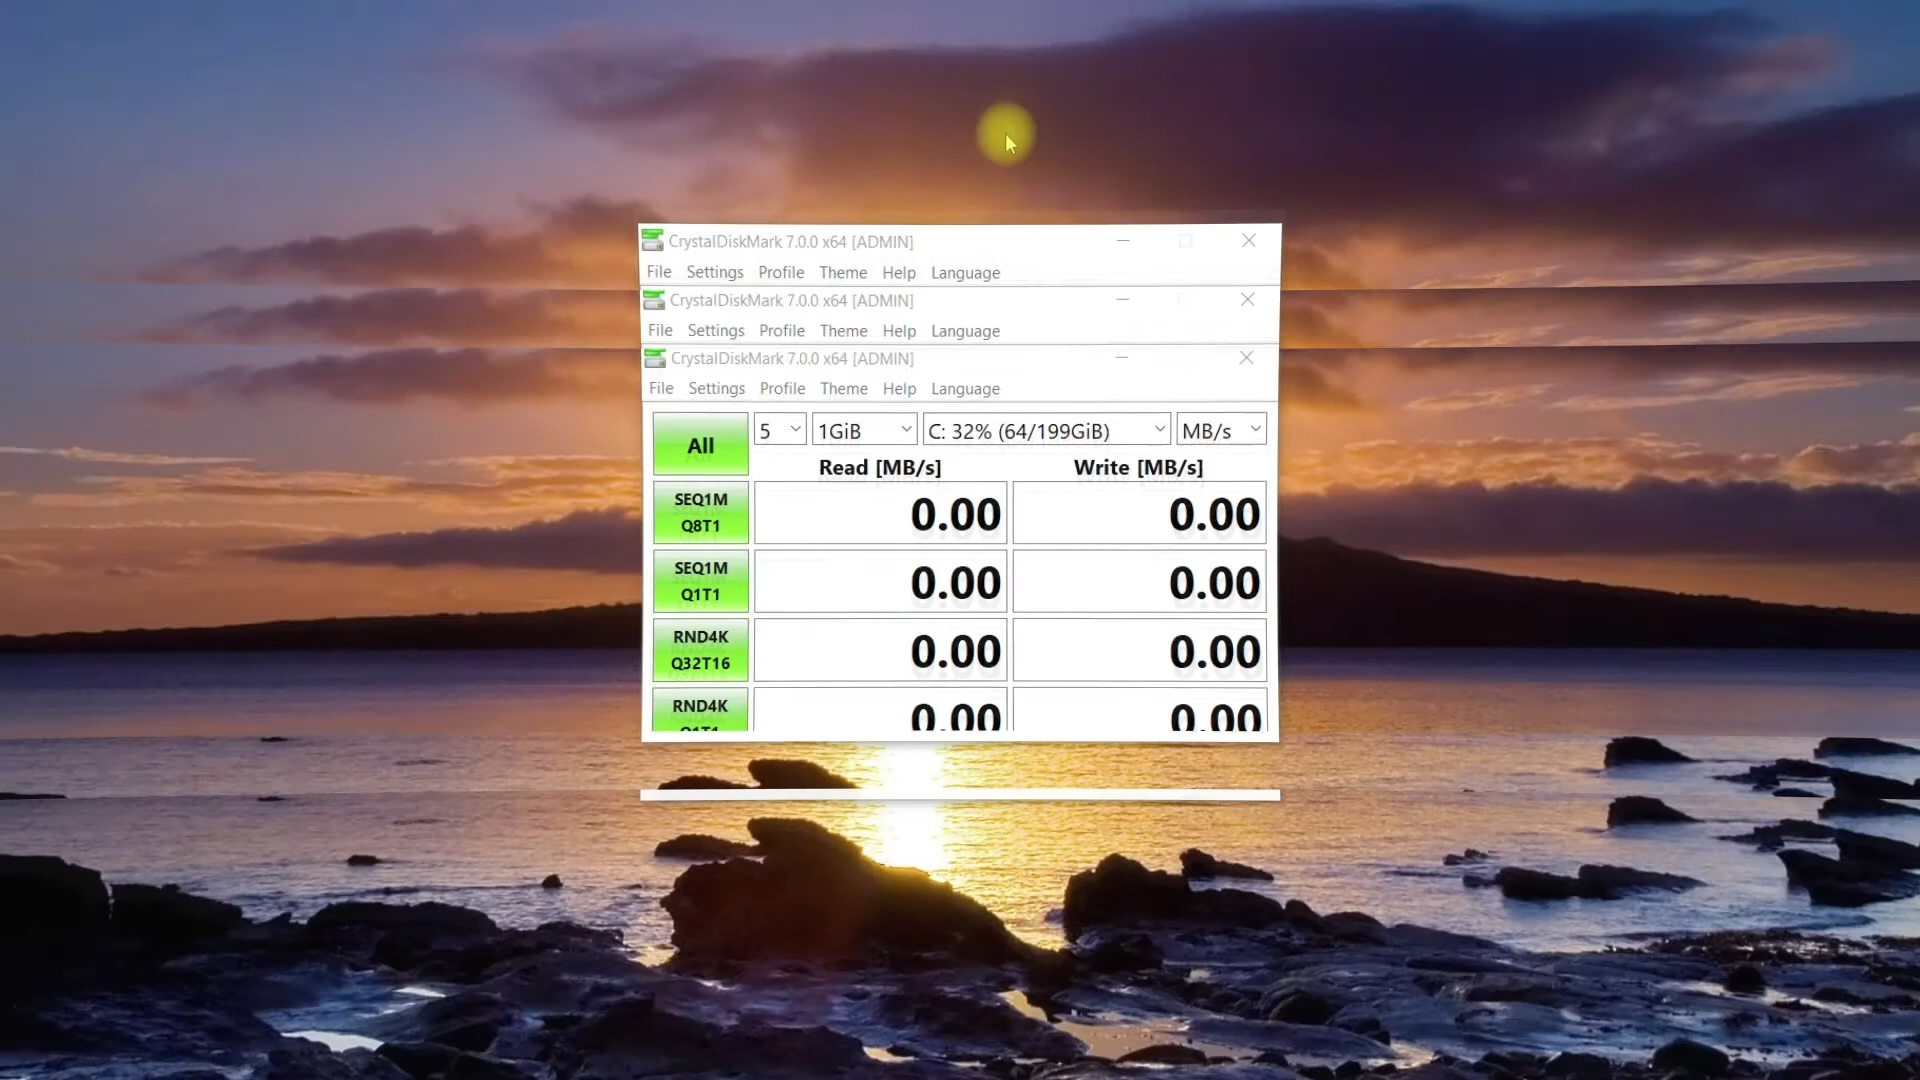 CrystalDiskMark 7.0.0 x64 [ADMIN]
File Settings Profile Theme Help Language
CrystalDiskMark 7.0.0 x64 [ADMIN]
File Settings Profile Theme Help Language
CrystalDiskMark 7.0.0 x64 [ADMIN]
File Settings Profile Theme Help Language
All 5 1GiB C: 32% (64/199GiB) MB/s
Read [MB/s] Write [MB/s]
SEQ1M
Q8T1 0.00 0.00
SEQ1M
Q1T1 0.00 0.00
RND4K
Q32T16 0.00 0.00
RND4K
Q1T1 0.00 0.00